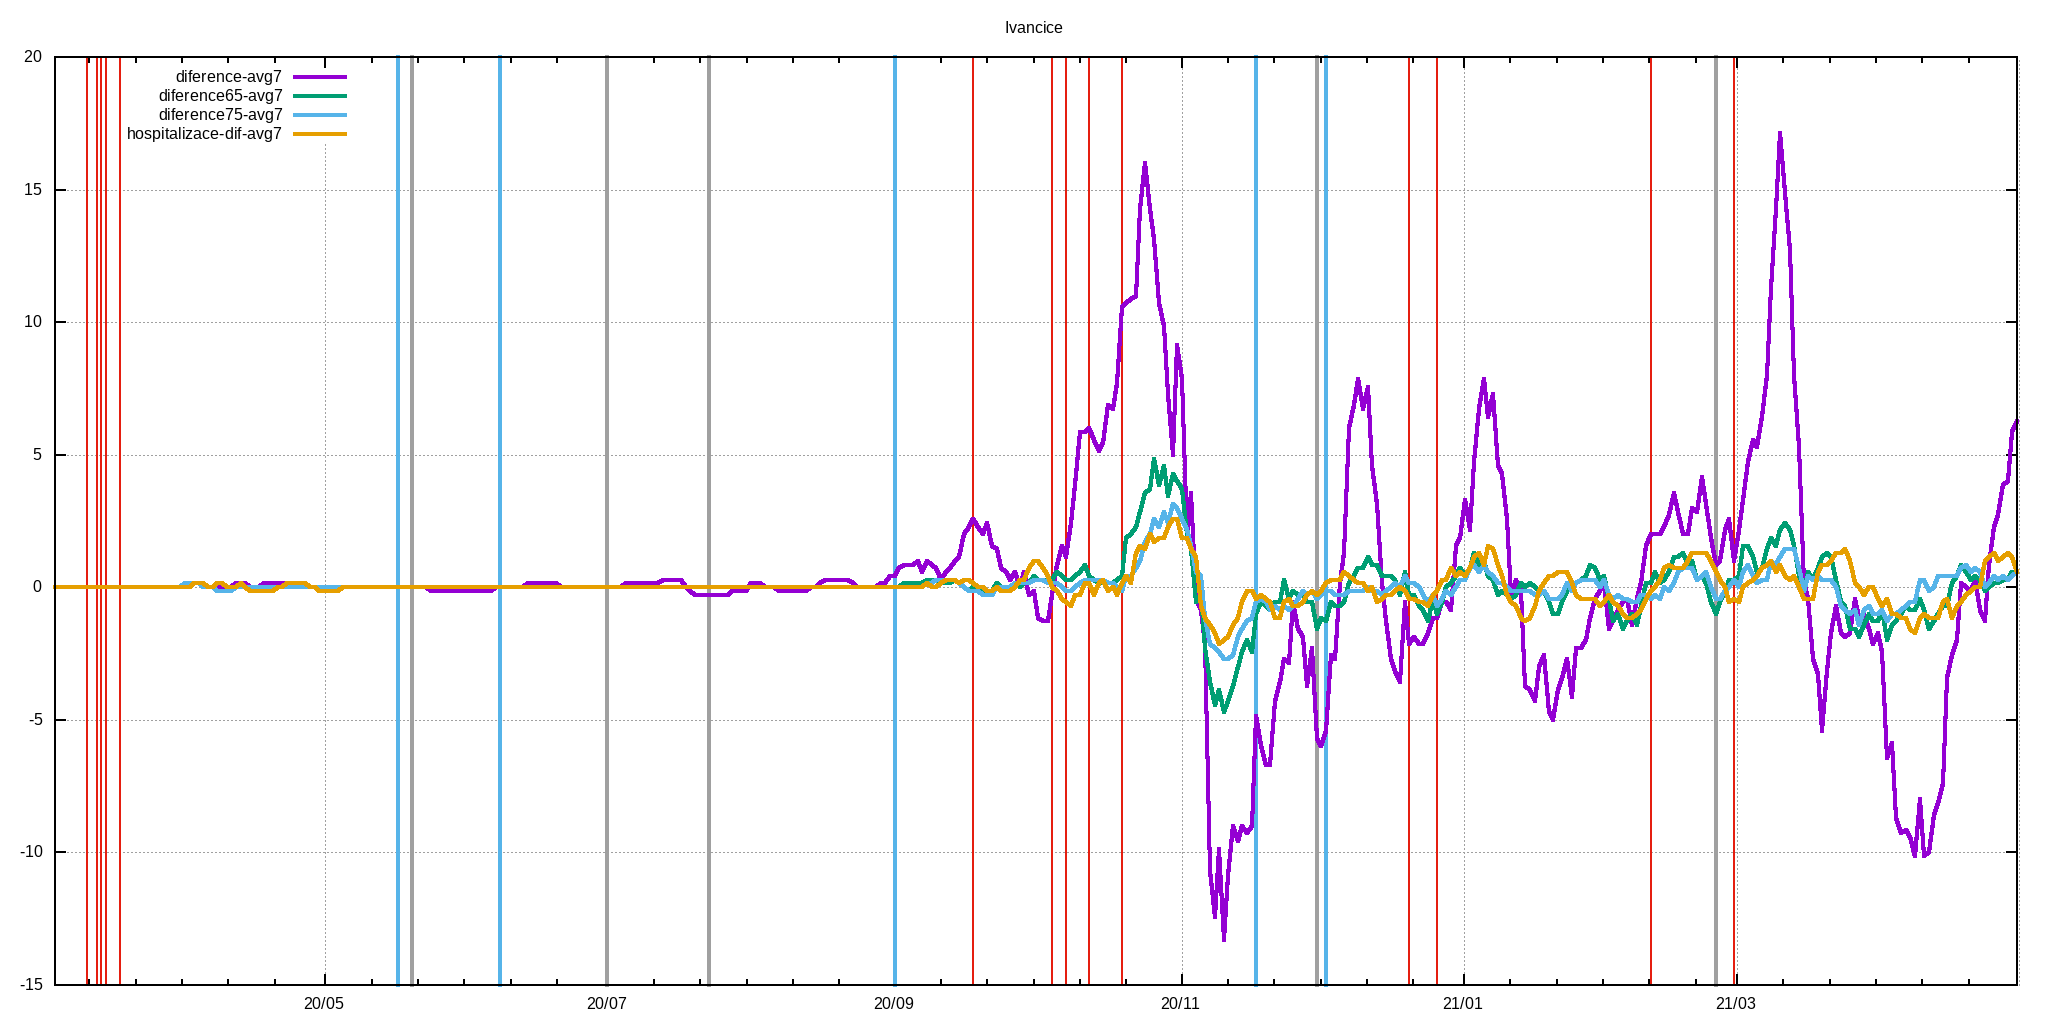 Ivancice
20
15
10
5
0
-5
-10
-15
diference-avg7
diference65-avg7
diference75-avg7
hospitalizace-dif-avg7
20/05
20/07
20/09
20/11
21/01
21/03